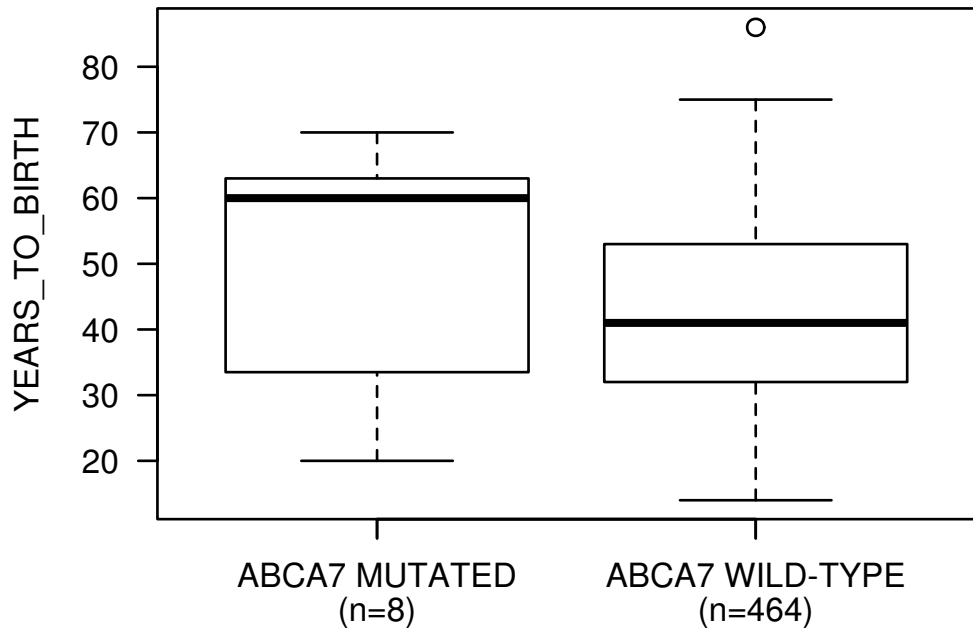 YEARS_TO_BIRTH
80
70
60
50
40
30
20
ABCA7 MUTATED
(n=8)
ABCA7 WILD-TYPE
(n=464)